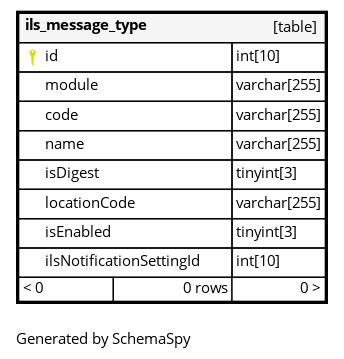 ils_message_type [table]
id int[10]
module varchar[255]
code varchar[255]
name varchar[255]
isDigest tinyint[3]
locationCode varchar[255]
isEnabled tinyint[3]
ilsNotificationSettingId int[10]
< 0 0 rows 0 >
Generated by SchemaSpy